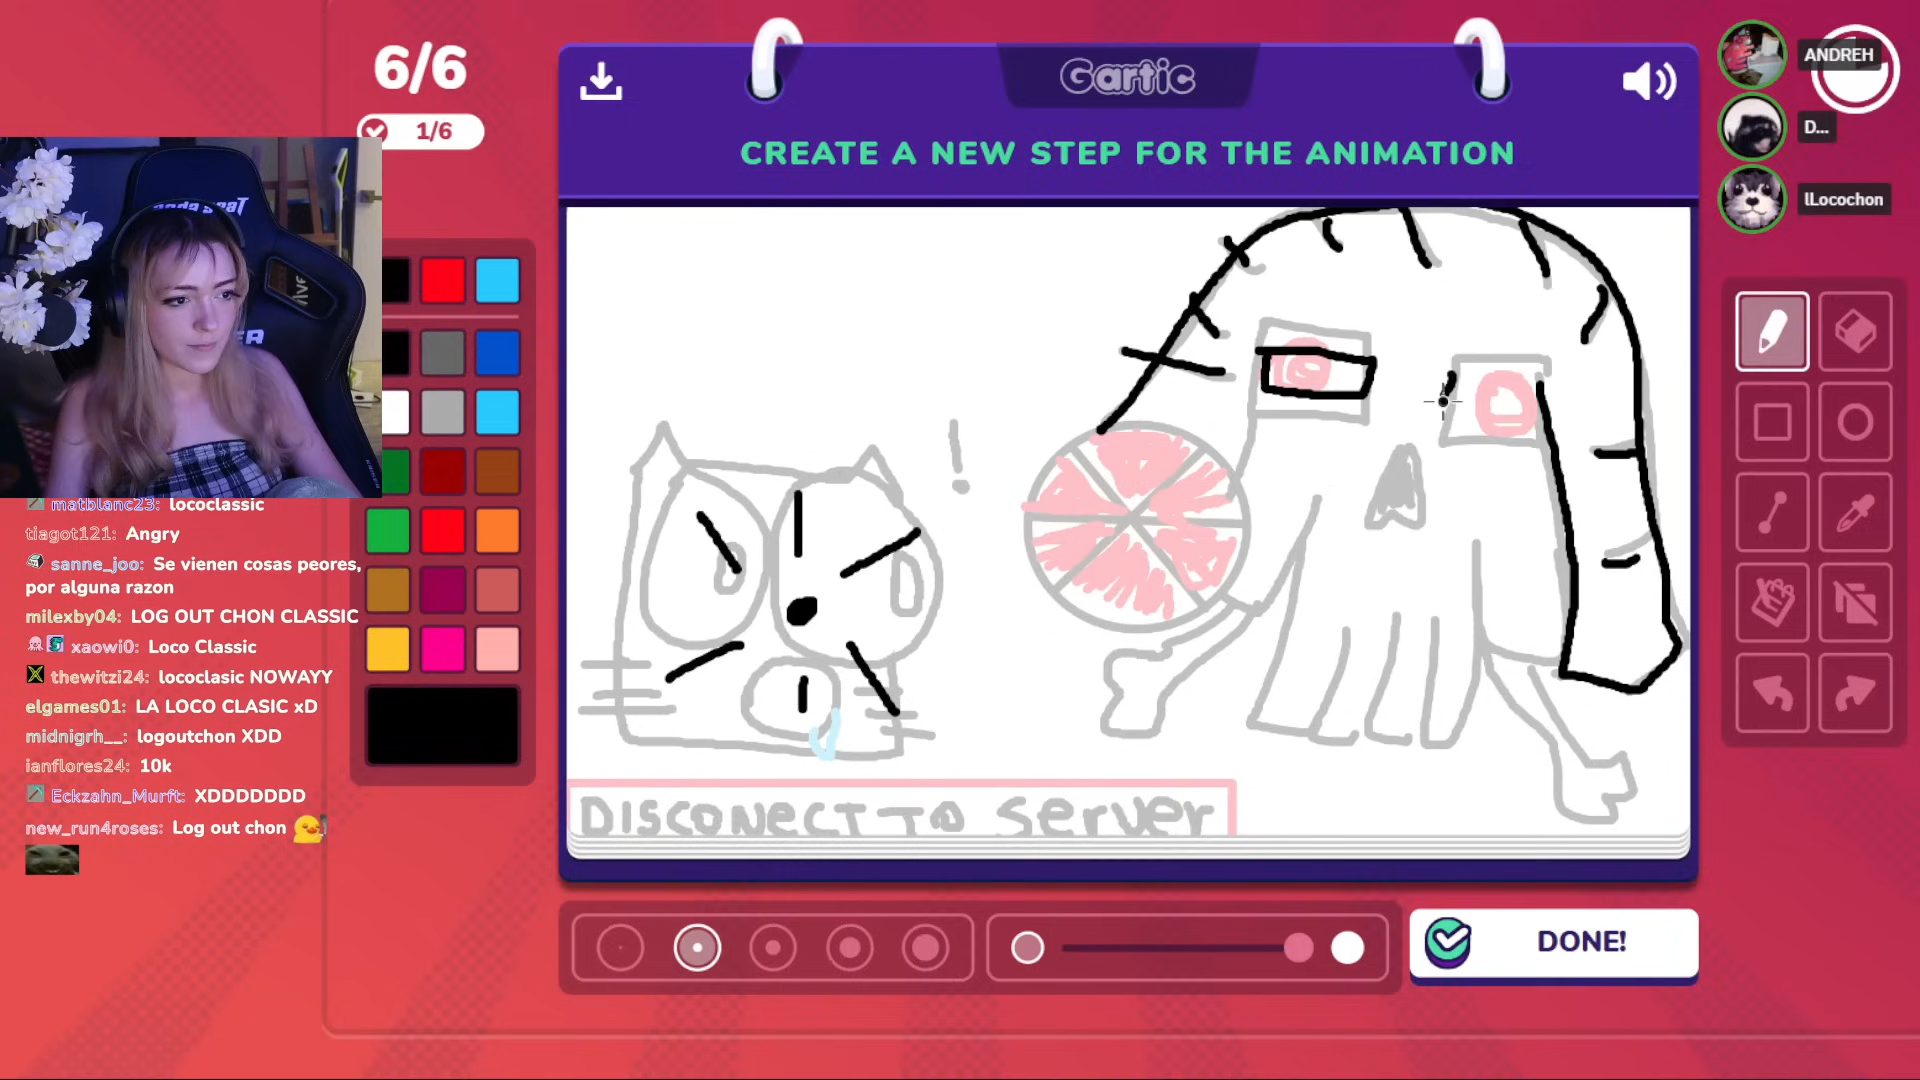 6/6
1/6
Gartic
CREATE A NEW STEP FOR THE ANIMATION
ANDREH
D...
lLocochon
matblanc23: lococlassic
tiagot121: Angry
sanne_joo: Se vienen cosas peores,
por alguna razon
milexby04: LOG OUT CHON CLASSIC
xaowi0: Loco Classic
thewitzi24: lococlasic NOWAYY
elgames01: LA LOCO CLASIC xD
midnigrh__: logoutchon XDD
ianflores24: 10k
Eckzahn_Murft: XDDDDDDD
new_run4roses: Log out chon
!
DISCONECT TO server
DONE!